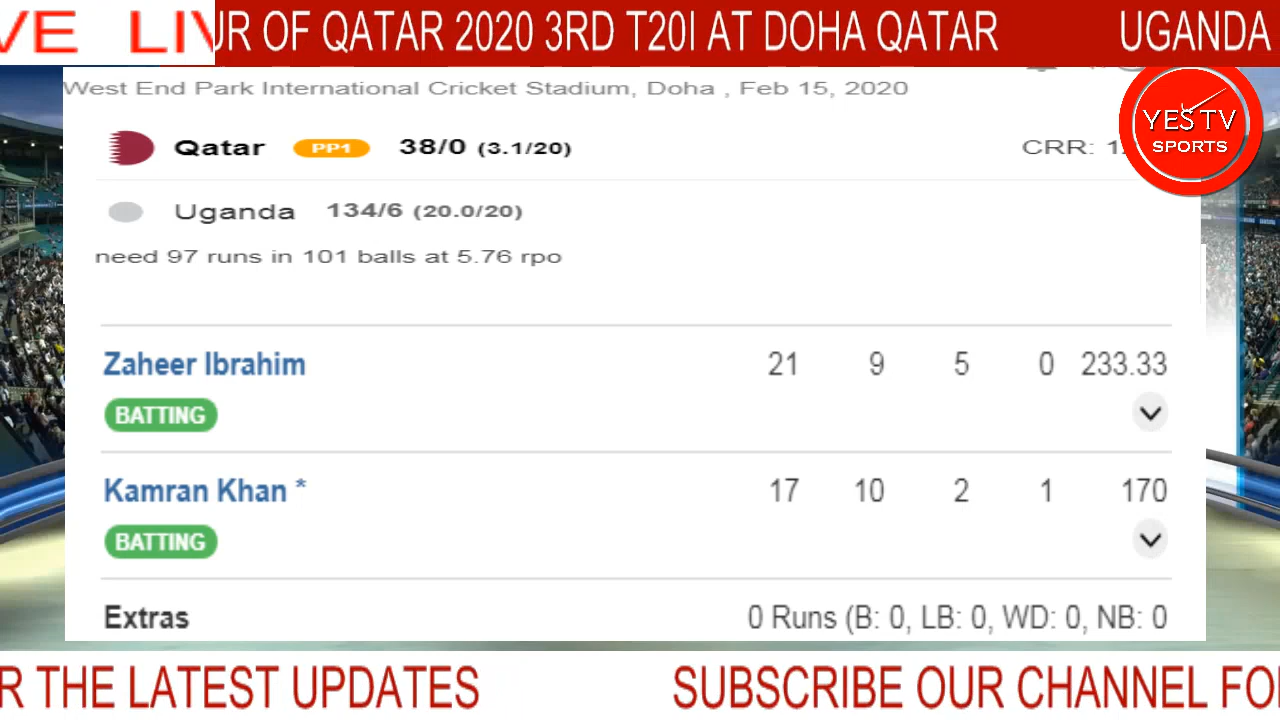 VE LIV
UR OF QATAR 2020 3RD T20I AT DOHA QATAR UGANDA
West End Park International Cricket Stadium, Doha , Feb 15, 2020
YES TV
SPORTS
Qatar PP1 38/0 (3.1/20) CRR:
Uganda 134/6 (20.0/20)
need 97 runs in 101 balls at 5.76 rpo
Zaheer Ibrahim 21 9 5 0 233.33
BATTING
Kamran Khan * 17 10 2 1 170
BATTING
Extras 0 Runs (B: 0, LB: 0, WD: 0, NB: 0
R THE LATEST UPDATES SUBSCRIBE OUR CHANNEL FO